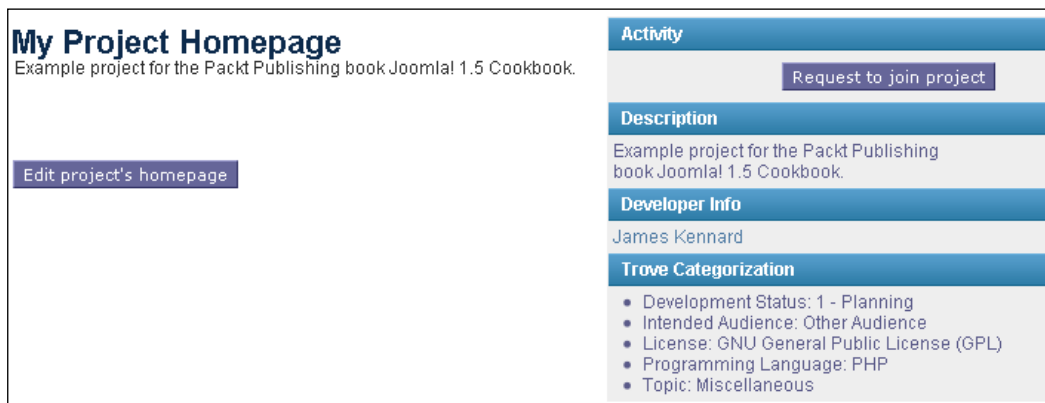 My Project Homepage
Example project for the Packt Publishing book Joomla! 1.5 Cookbook.
Edit project's homepage
Activity
Request to join project
Description
Example project for the Packt Publishing
book Joomla! 1.5 Cookbook.
Developer Info
James Kennard
Trove Categorization
• Development Status: 1 - Planning
• Intended Audience: Other Audience
• License: GNU General Public License (GPL)
• Programming Language: PHP
• Topic: Miscellaneous